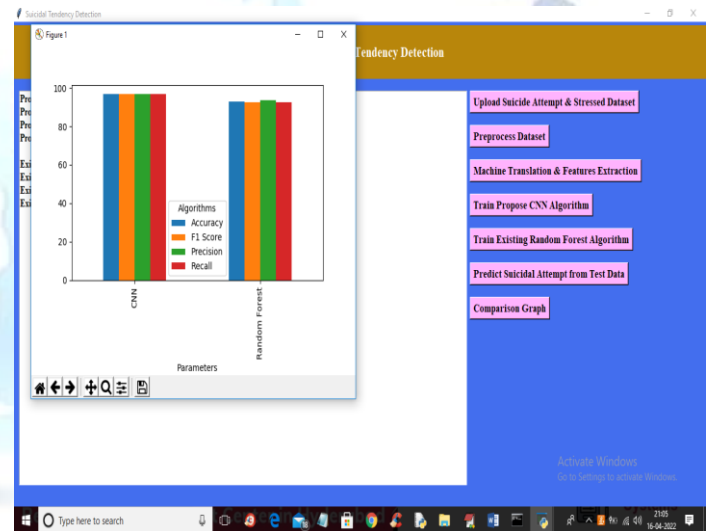 Suicidal Tendency Detection
Figure 1
Tendency Detection
100
80
60
40
20
0
Algorithms
Accuracy
F1 Score
Precision
Recall
CNN
Random Forest
Parameters
Upload Suicide Attempt & Stressed Dataset
Preprocess Dataset
Machine Translation & Features Extraction
Train Propose CNN Algorithm
Train Existing Random Forest Algorithm
Predict Suicidal Attempt from Test Data
Comparison Graph
Activate Windows
Go to Settings to activate Windows.
Type here to search
21:05
16-04-2022